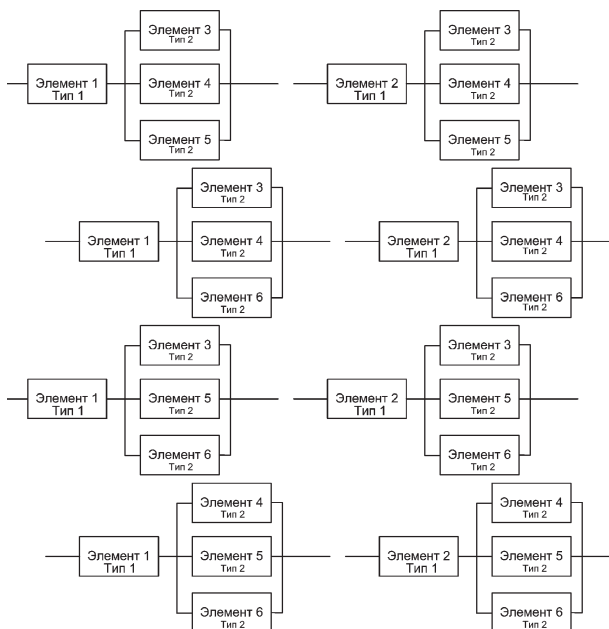 Элемент 3
Тип 2
Элемент 1
Тип 1
Элемент 4
Тип 2
Элемент 5
Тип 2
Элемент 3
Тип 2
Элемент 2
Тип 1
Элемент 4
Тип 2
Элемент 5
Тип 2
Элемент 3
Тип 2
Элемент 1
Тип 1
Элемент 4
Тип 2
Элемент 6
Тип 2
Элемент 3
Тип 2
Элемент 2
Тип 1
Элемент 4
Тип 2
Элемент 6
Тип 2
Элемент 3
Тип 2
Элемент 1
Тип 1
Элемент 5
Тип 2
Элемент 6
Тип 2
Элемент 3
Тип 2
Элемент 2
Тип 1
Элемент 5
Тип 2
Элемент 6
Тип 2
Элемент 4
Тип 2
Элемент 1
Тип 1
Элемент 5
Тип 2
Элемент 6
Тип 2
Элемент 4
Тип 2
Элемент 2
Тип 1
Элемент 5
Тип 2
Элемент 6
Тип 2